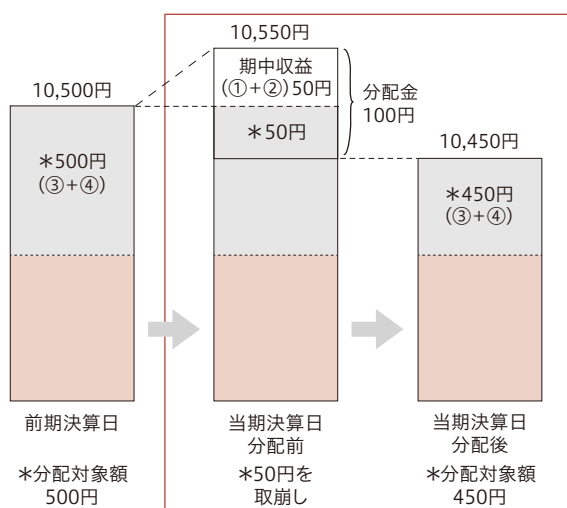 10,500円
＊500円
(③＋④)
前期決算日
＊分配対象額
500円
10,550円
期中収益
(①＋②)50円
＊50円
分配金
100円
当期決算日
分配前
＊50円を
取崩し
10,450円
＊450円
(③＋④)
当期決算日
分配後
＊分配対象額
450円